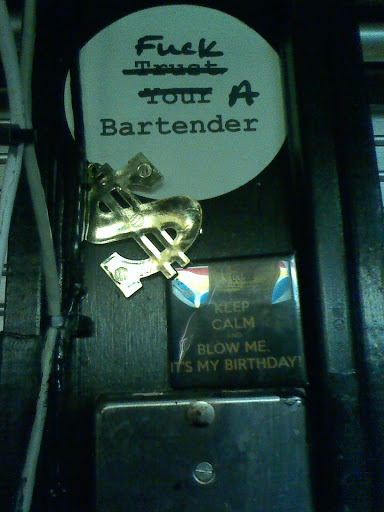 Fuck
Trust
Your A
Bartender
KEEP
CALM
AND
BLOW ME,
IT'S MY BIRTHDAY!